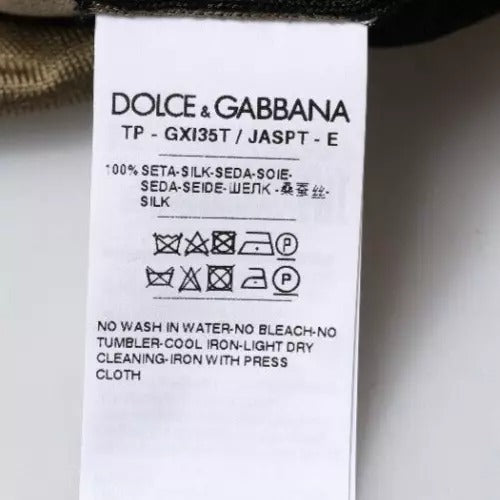 DOLCE & GABBANA
TP - GXI35T / JASPT - E
100% SETA-SILK-SEDA-SOIE-
SEDA-SEIDE-ШЕЛК -桑蚕丝-
SILK
P
P
NO WASH IN WATER-NO BLEACH-NO
TUMBLER-COOL IRON-LIGHT DRY
CLEANING-IRON WITH PRESS
CLOTH